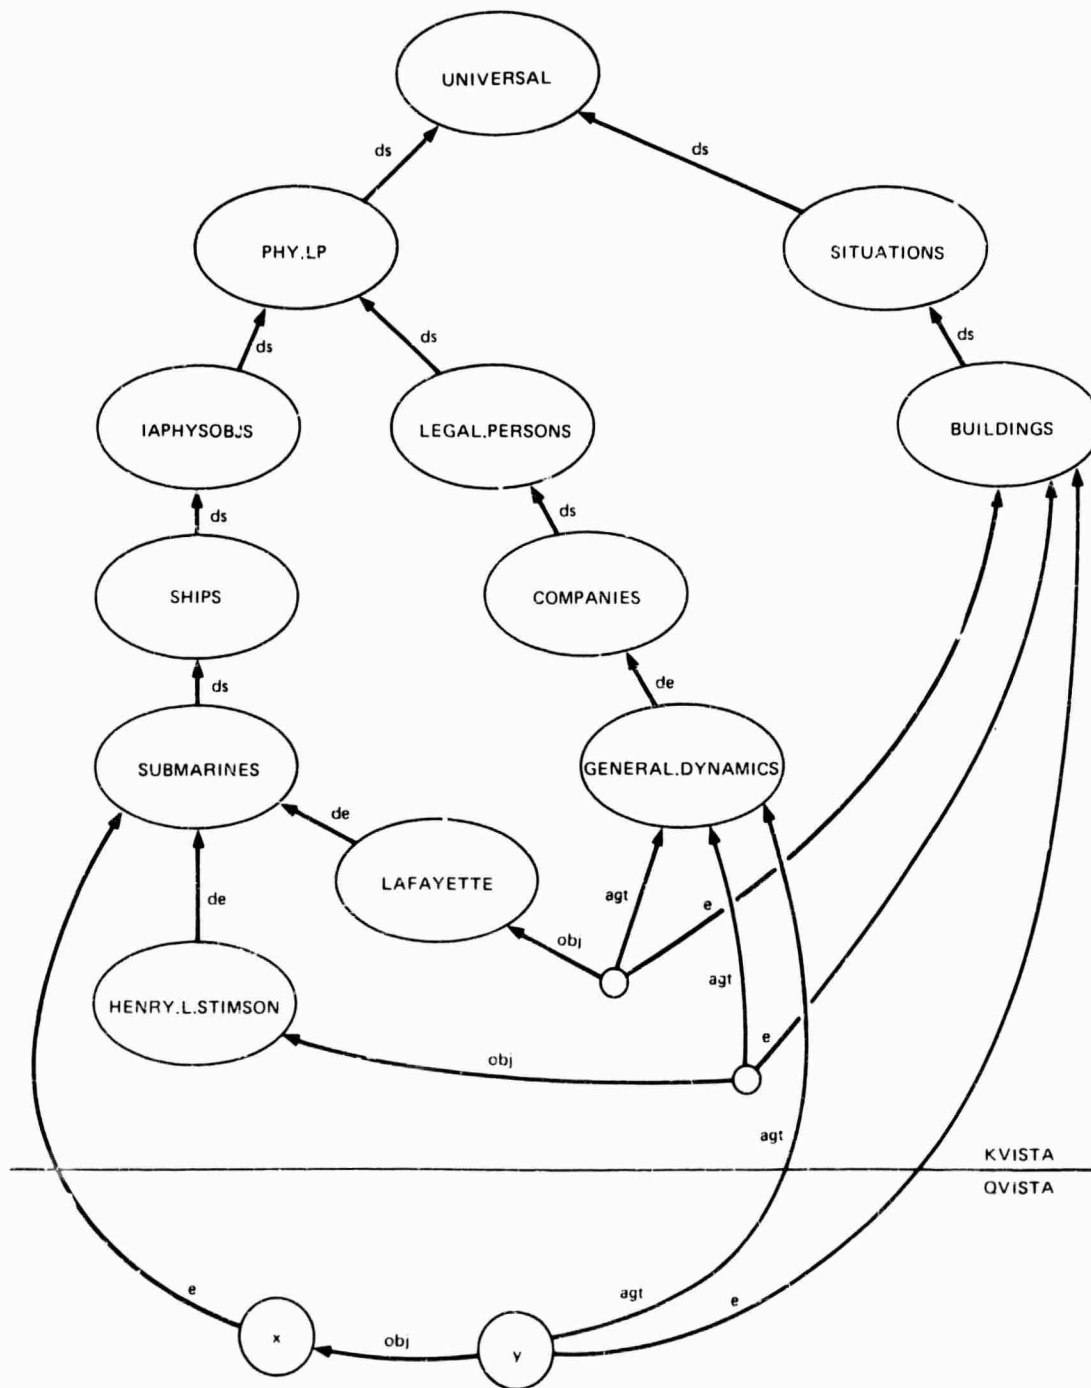 UNIVERSAL
ds
ds
PHY.LP
SITUATIONS
ds
ds
ds
IAPHYSOBJS
LEGAL.PERSONS
BUILDINGS
ds
ds
SHIPS
COMPANIES
ds
de
SUBMARINES
GENERAL.DYNAMICS
de
LAFAYETTE
agt
e
de
obj
agt
HENRY.L.STIMSON
e
obj
agt
KVISTA
QVISTA
e
agt
e
x
obj
y